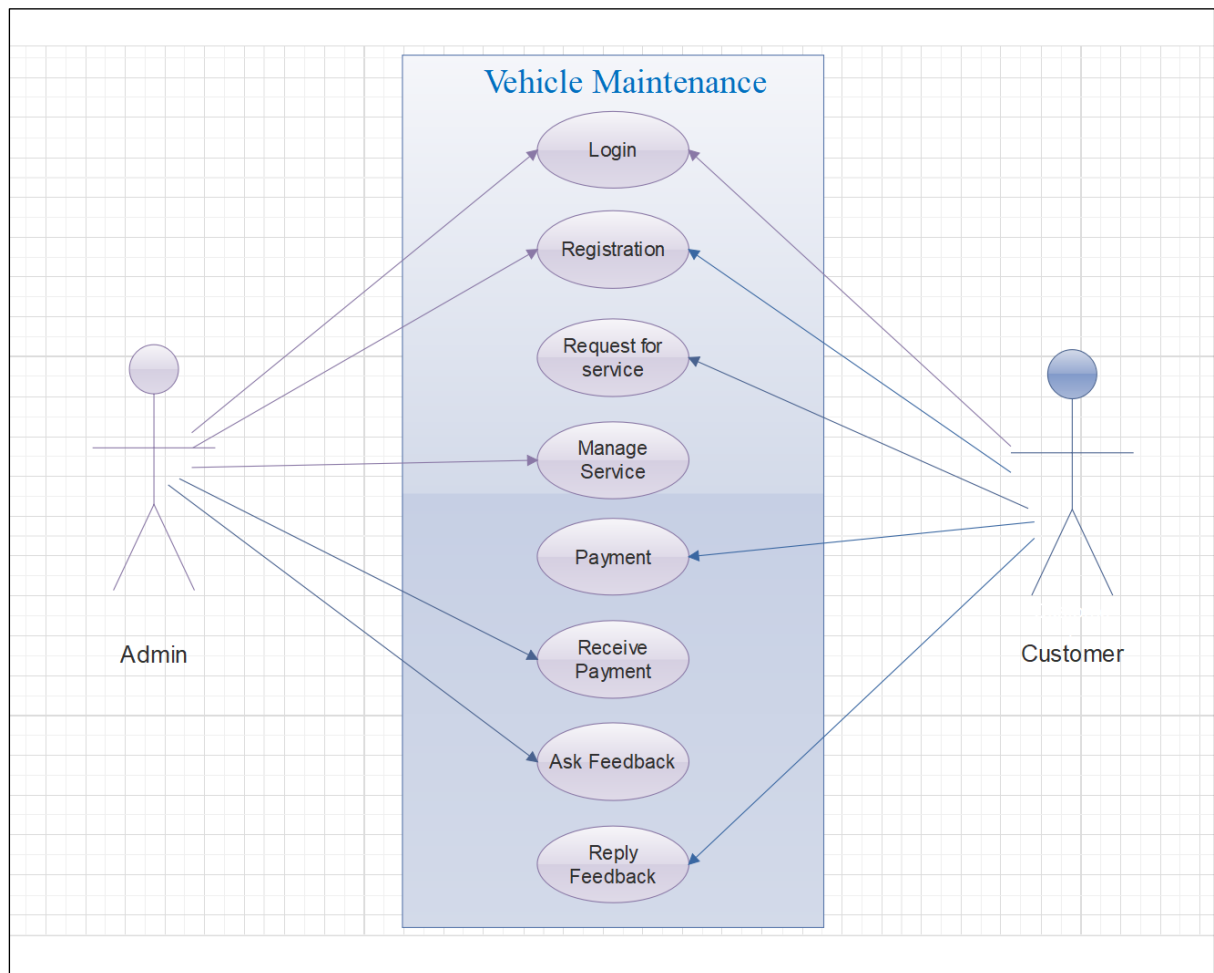 Vehicle Maintenance
Login
Registration
Request for
service
Manage
Service
Payment
Receive
Payment
Admin
Customer
Ask Feedback
Reply
Feedback